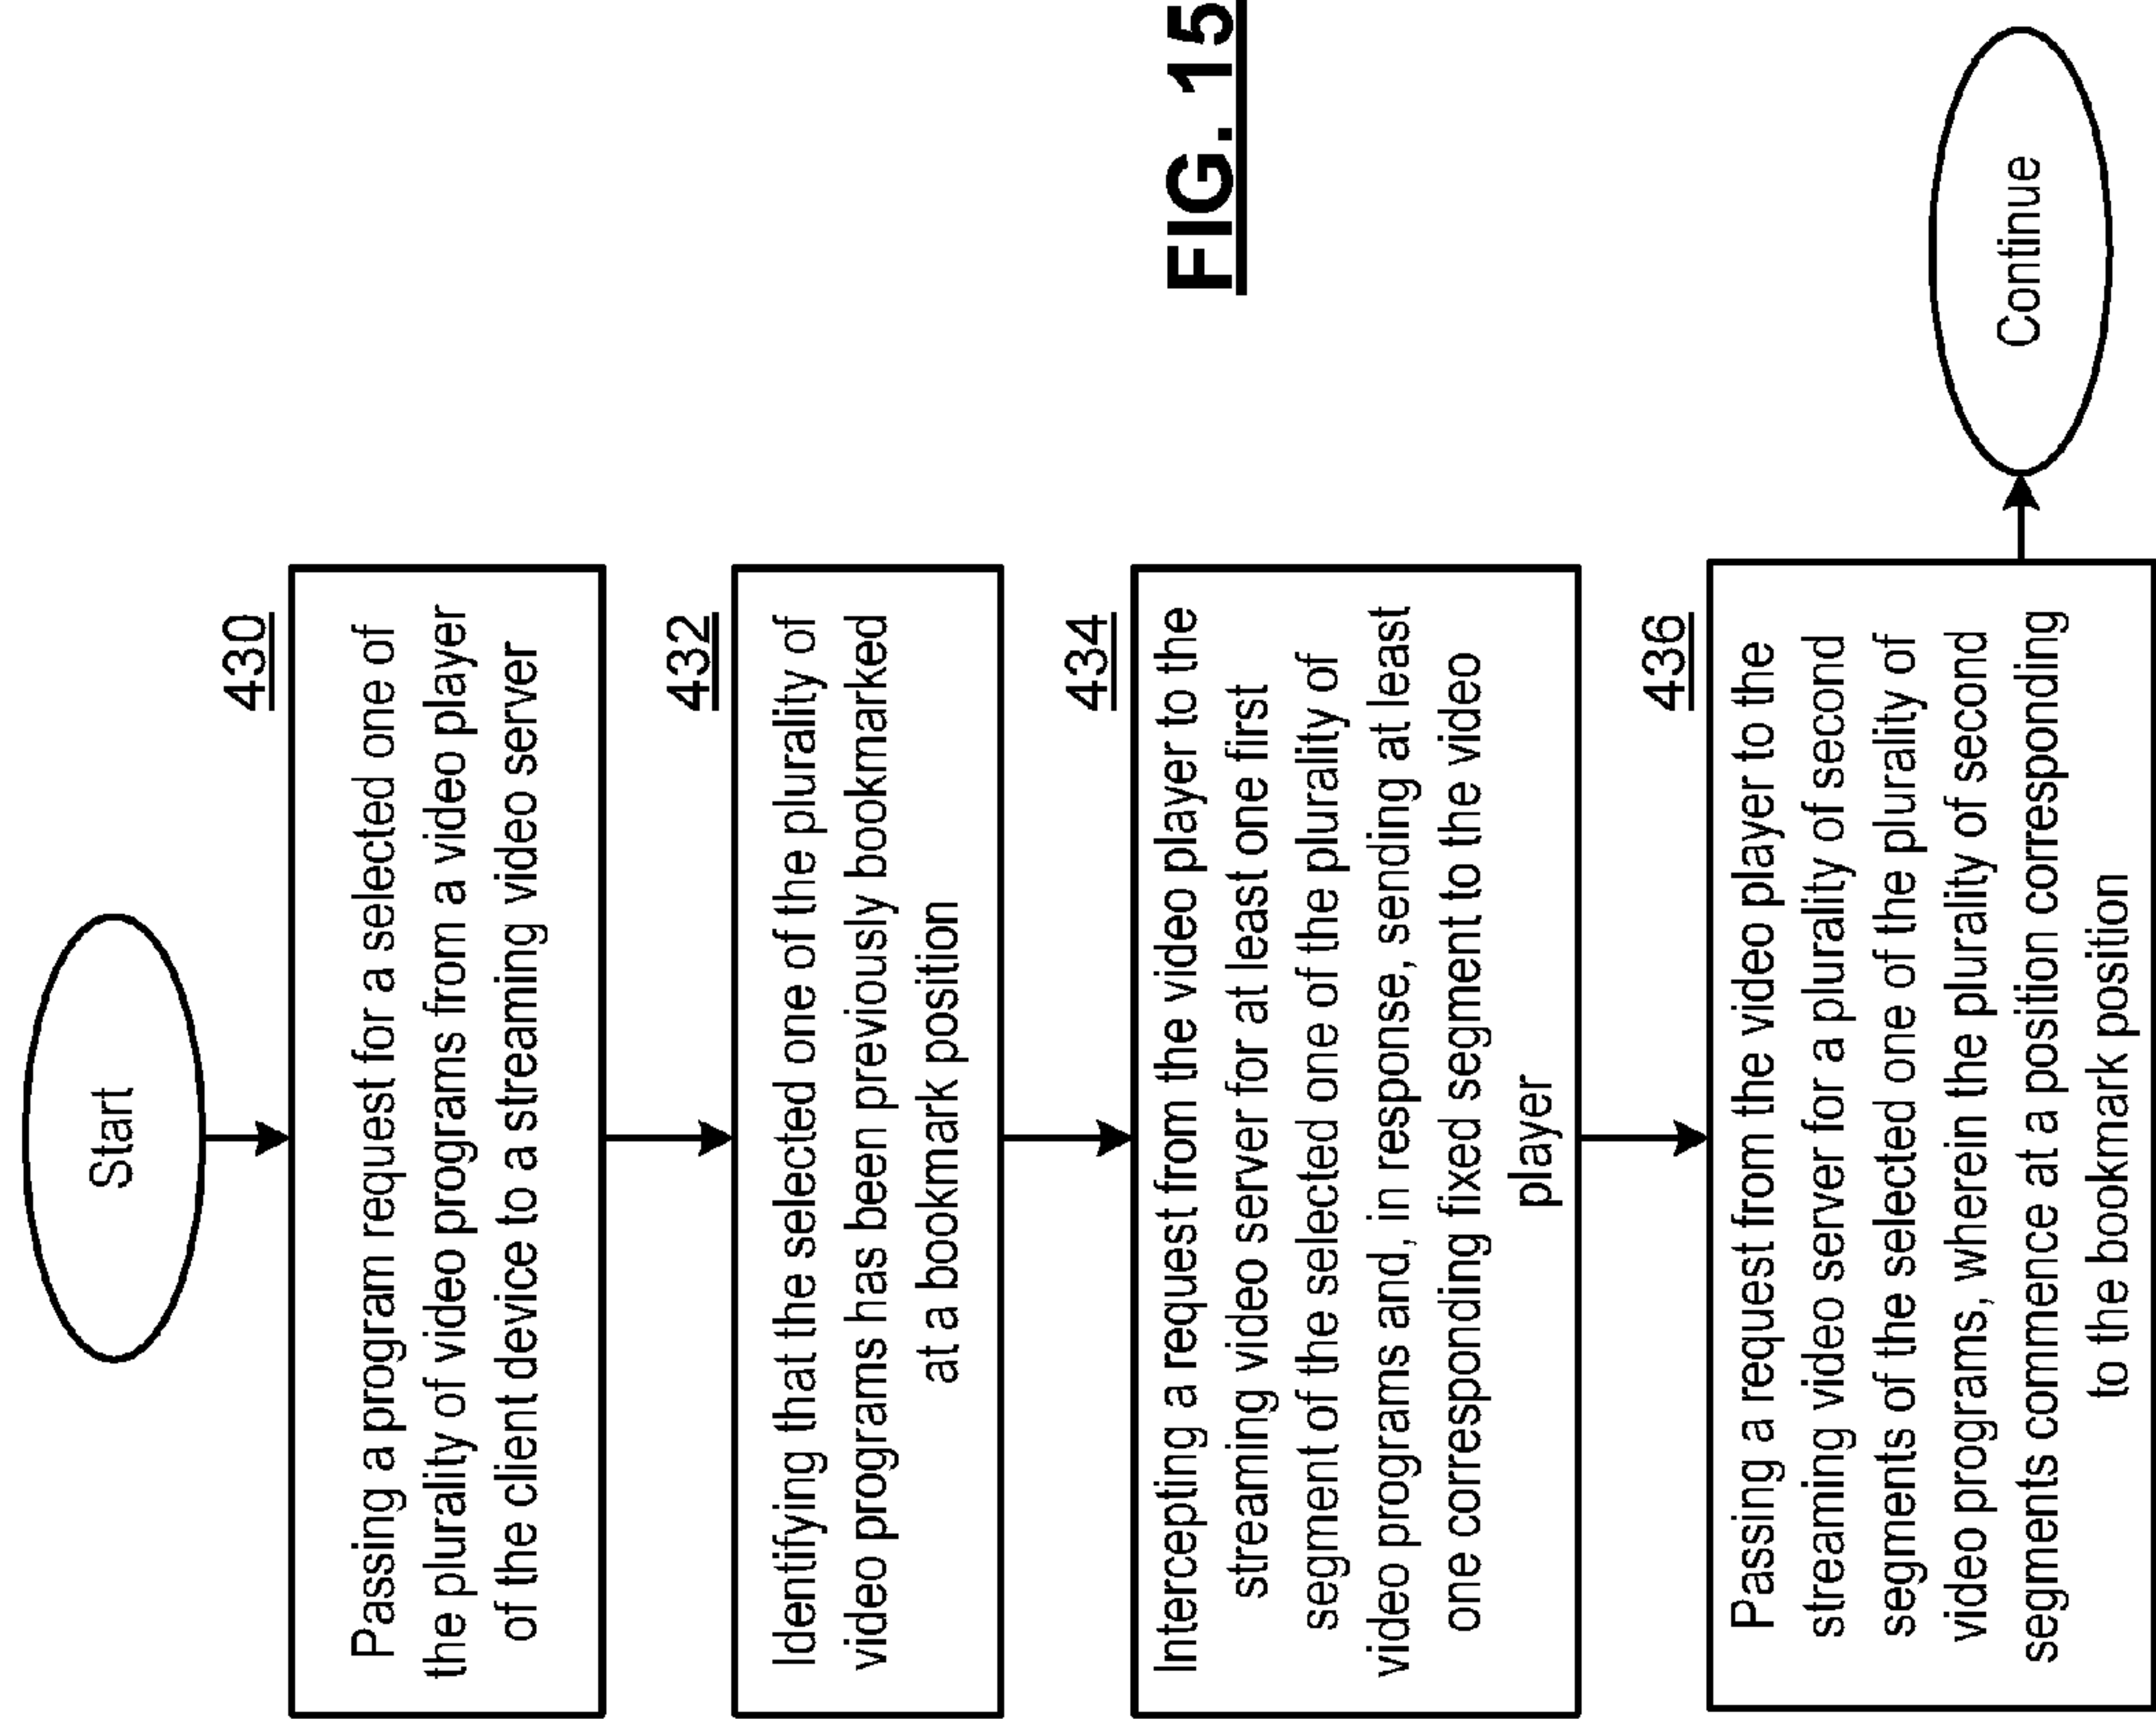 Start
430
Passing a program request for a selected one of
the plurality of video programs from a video player
of the client device to a streaming video server
432
Identifying that the selected one of the plurality of
video programs has been previously bookmarked
at a bookmark position
434
Intercepting a request from the video player to the
streaming video server for at least one first
segment of the selected one of the plurality of
video programs and, in response, sending at least
one corresponding fixed segment to the video
player
436
Passing a request from the video player to the
streaming video server for a plurality of second
segments of the selected one of the plurality of
video programs, wherein the plurality of second
segments commence at a position corresponding
to the bookmark position
Continue
FIG. 15